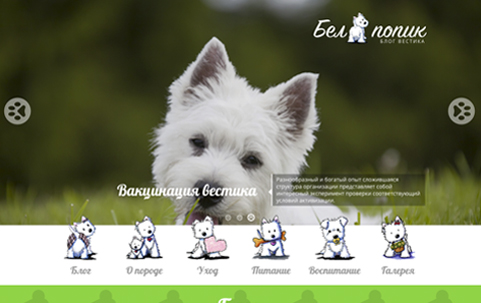 Бел попик
БЛОГ ВЕСТИКА
Вакцинация вестика
Разнообразный и богатый опыт сложившаяся
структура организации представляет собой
интересный эксперимент проверки соответствующий
условий активизации.
Блог О породе Уход Питание Воспитание Галерея